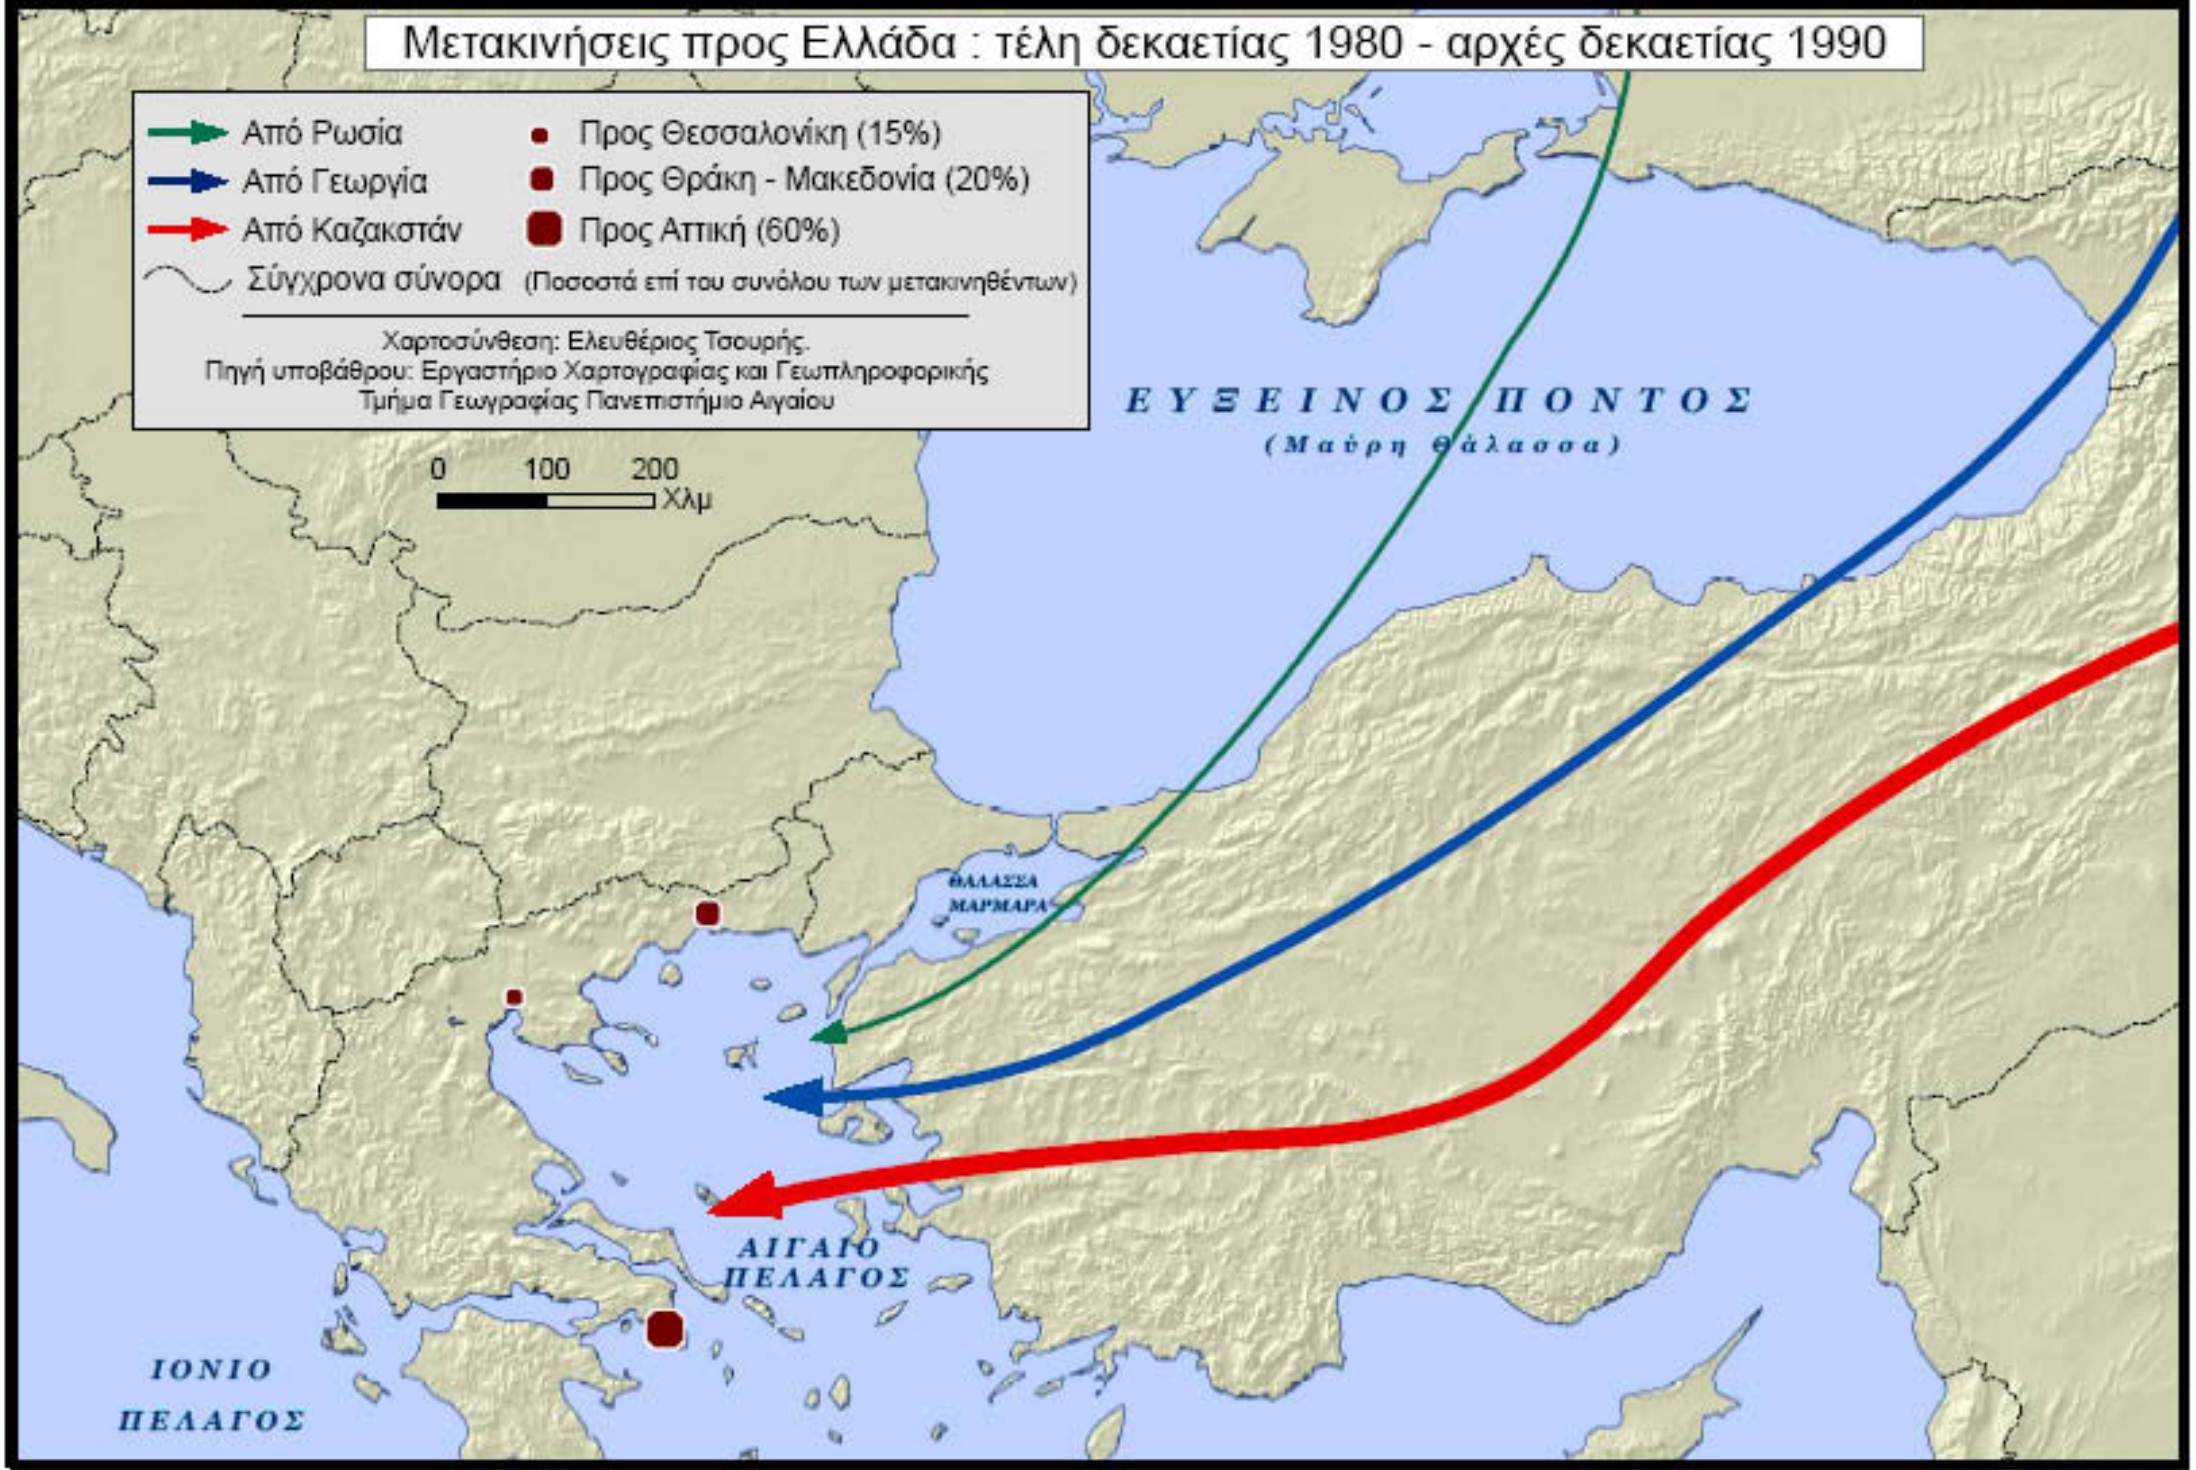 Μετακινήσεις προς Ελλάδα : τέλη δεκαετίας 1980 - αρχές δεκαετίας 1990
Από Ρωσία
Προς Θεσσαλονίκη (15%)
Από Γεωργία
Προς Θράκη - Μακεδονία (20%)
Από Καζακστάν
Προς Αττική (60%)
Σύγχρονα σύνορα
(Ποσοστά επί του συνόλου των μετακινηθέντων)
Χαρτοσύνθεση: Ελευθέριος Τσουρής.
Πηγή υποβάθρου: Εργαστήριο Χαρτογραφίας και Γεωπληροφορικής
Τμήμα Γεωγραφίας Πανεπιστήμιο Αιγαίου
0 100 200
Χλμ
ΕΥΞΕΙΝΟΣ ΠΟΝΤΟΣ
(Μαύρη Θάλασσα)
ΘΑΛΑΣΣΑ
ΜΑΡΜΑΡΑ
ΑΙΓΑΙΟ
ΠΕΛΑΓΟΣ
ΙΟΝΙΟ
ΠΕΛΑΓΟΣ